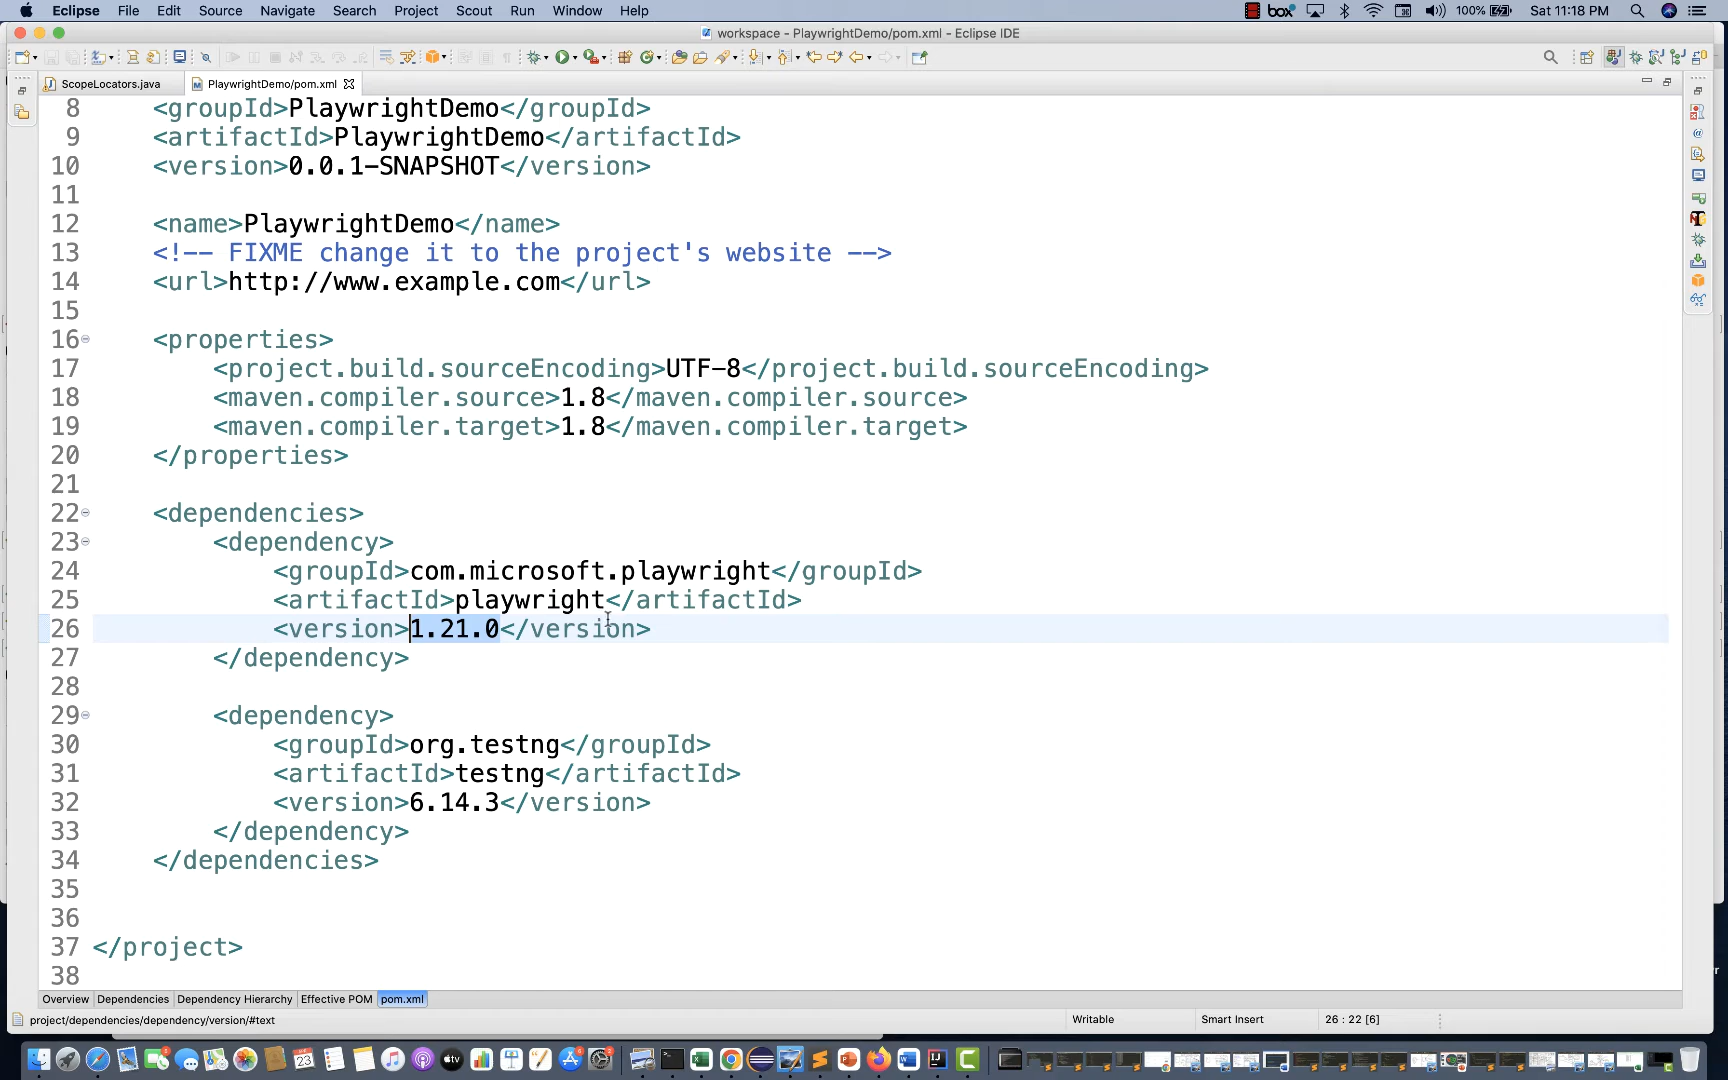 Eclipse File Edit Source Navigate Search Project Scout Run Window Help box 100% Sat 11:18 PM
workspace - PlaywrightDemo/pom.xml - Eclipse IDE
ScopeLocators.java PlaywrightDemo/pom.xml
8 <groupId>PlaywrightDemo</groupId>
9 <artifactId>PlaywrightDemo</artifactId>
10 <version>0.0.1-SNAPSHOT</version>
11
12 <name>PlaywrightDemo</name>
13 <!-- FIXME change it to the project's website -->
14 <url>http://www.example.com</url>
15
16 <properties>
17 <project.build.sourceEncoding>UTF-8</project.build.sourceEncoding>
18 <maven.compiler.source>1.8</maven.compiler.source>
19 <maven.compiler.target>1.8</maven.compiler.target>
20 </properties>
21
22 <dependencies>
23 <dependency>
24 <groupId>com.microsoft.playwright</groupId>
25 <artifactId>playwright</artifactId>
26 <version>1.21.0</version>
27 </dependency>
28
29 <dependency>
30 <groupId>org.testng</groupId>
31 <artifactId>testng</artifactId>
32 <version>6.14.3</version>
33 </dependency>
34 </dependencies>
35
36
37 </project>
38
Overview Dependencies Dependency Hierarchy Effective POM pom.xml
project/dependencies/dependency/version/#text Writable Smart Insert 26 : 22 [6]